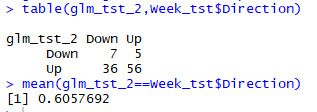 > table(glm_tst_2,Week_tst$Direction)
glm_tst_2 Down Up
Down 7 5
Up 36 56
> mean(glm_tst_2==Week_tst$Direction)
[1] 0.6057692